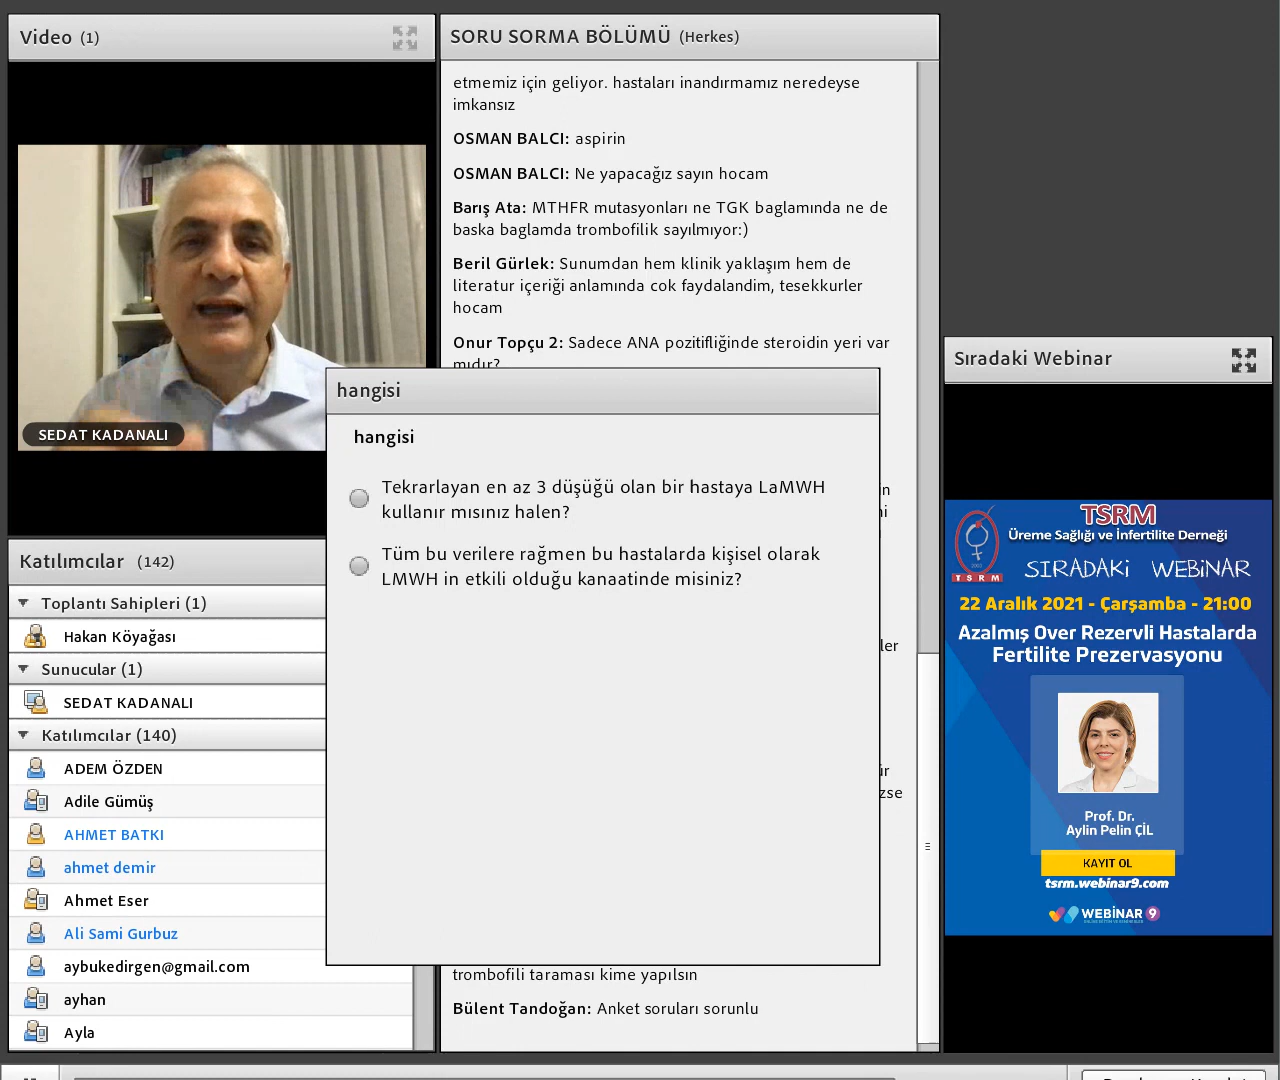 Video (1)
SEDAT KADANALI
Katılımcılar (142)
Toplantı Sahipleri (1)
Hakan Köyağası
Sunucular (1)
SEDAT KADANALI
Katılımcılar (140)
ADEM ÖZDEN
Adile Gümüş
AHMET BATKI
ahmet demir
Ahmet Eser
Ali Sami Gurbuz
aybukedirgen@gmail.com
ayhan
Ayla
SORU SORMA BÖLÜMÜ (Herkes)
etmemiz için geliyor. hastaları inandırmamız neredeyse
imkansız
OSMAN BALCI: aspirin
OSMAN BALCI: Ne yapacağız sayın hocam
Barış Ata: MTHFR mutasyonları ne TGK baglamında ne de
baska baglamda trombofilik sayılmıyor:)
Beril Gürlek: Sunumdan hem klinik yaklaşım hem de
literatur içeriği anlamında cok faydalandim, tesekkurler
hocam
Onur Topçu 2: Sadece ANA pozitifliğinde steroidin yeri var
mıdır?
hangisi
hangisi
Tekrarlayan en az 3 düşüğü olan bir hastaya LaMWH
kullanır mısınız halen?
Tüm bu verilere rağmen bu hastalarda kişisel olarak
LMWH in etkili olduğu kanaatinde misiniz?
trombofili taraması kime yapılsın
Bülent Tandoğan: Anket soruları sorunlu
Sıradaki Webinar
TSRM
Üreme Sağlığı ve İnfertilite Derneği
TSRM
SIRADAKi WEBiNAR
22 Aralık 2021 - Çarşamba - 21:00
Azalmış Over Rezervli Hastalarda
Fertilite Prezervasyonu
Prof. Dr.
Aylin Pelin ÇİL
KAYIT OL
tsrm.webinar9.com
WEBİNAR 9